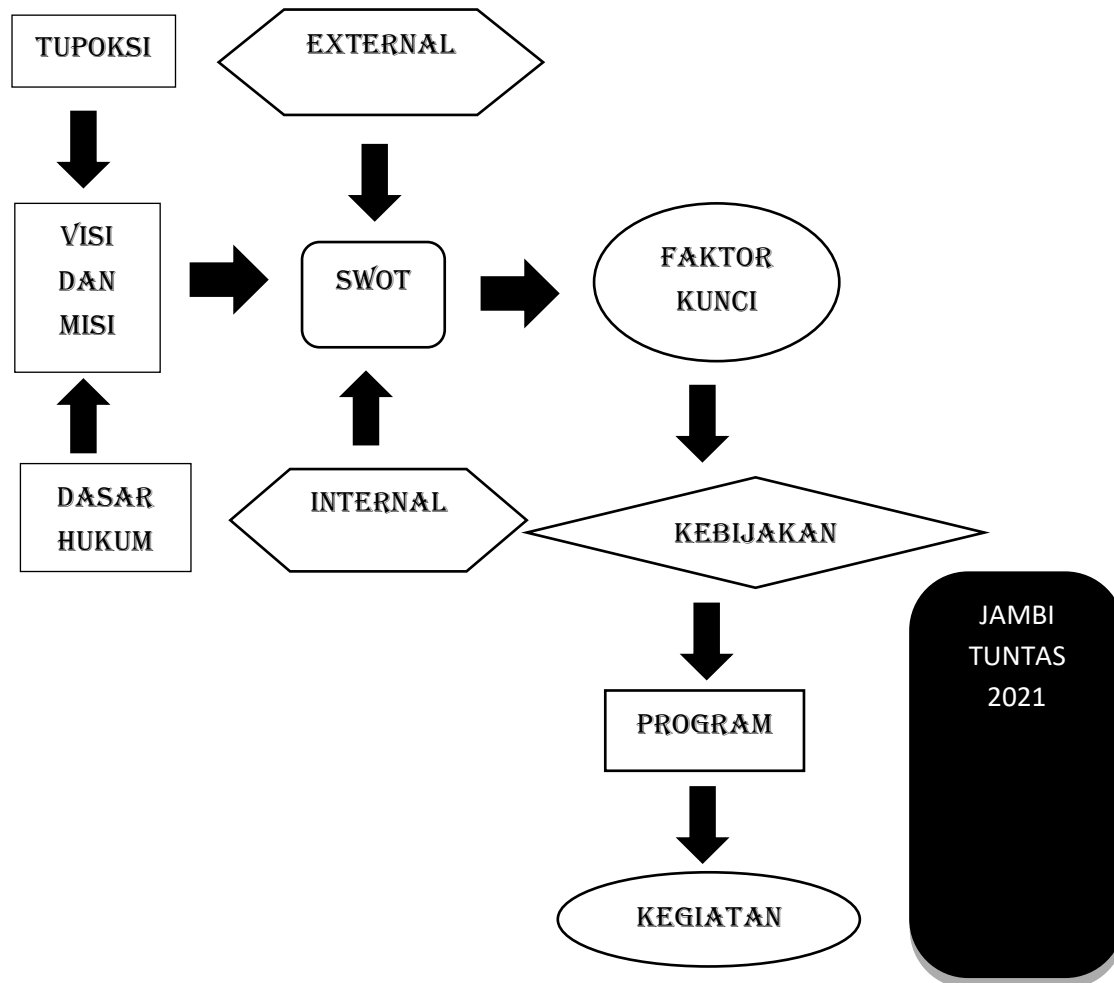 TUPOKSI
EXTERNAL
VISI
DAN
MISI
SWOT
FAKTOR
KUNCI
DASAR
HUKUM
INTERNAL
KEBIJAKAN
JAMBI
TUNTAS
2021
PROGRAM
KEGIATAN